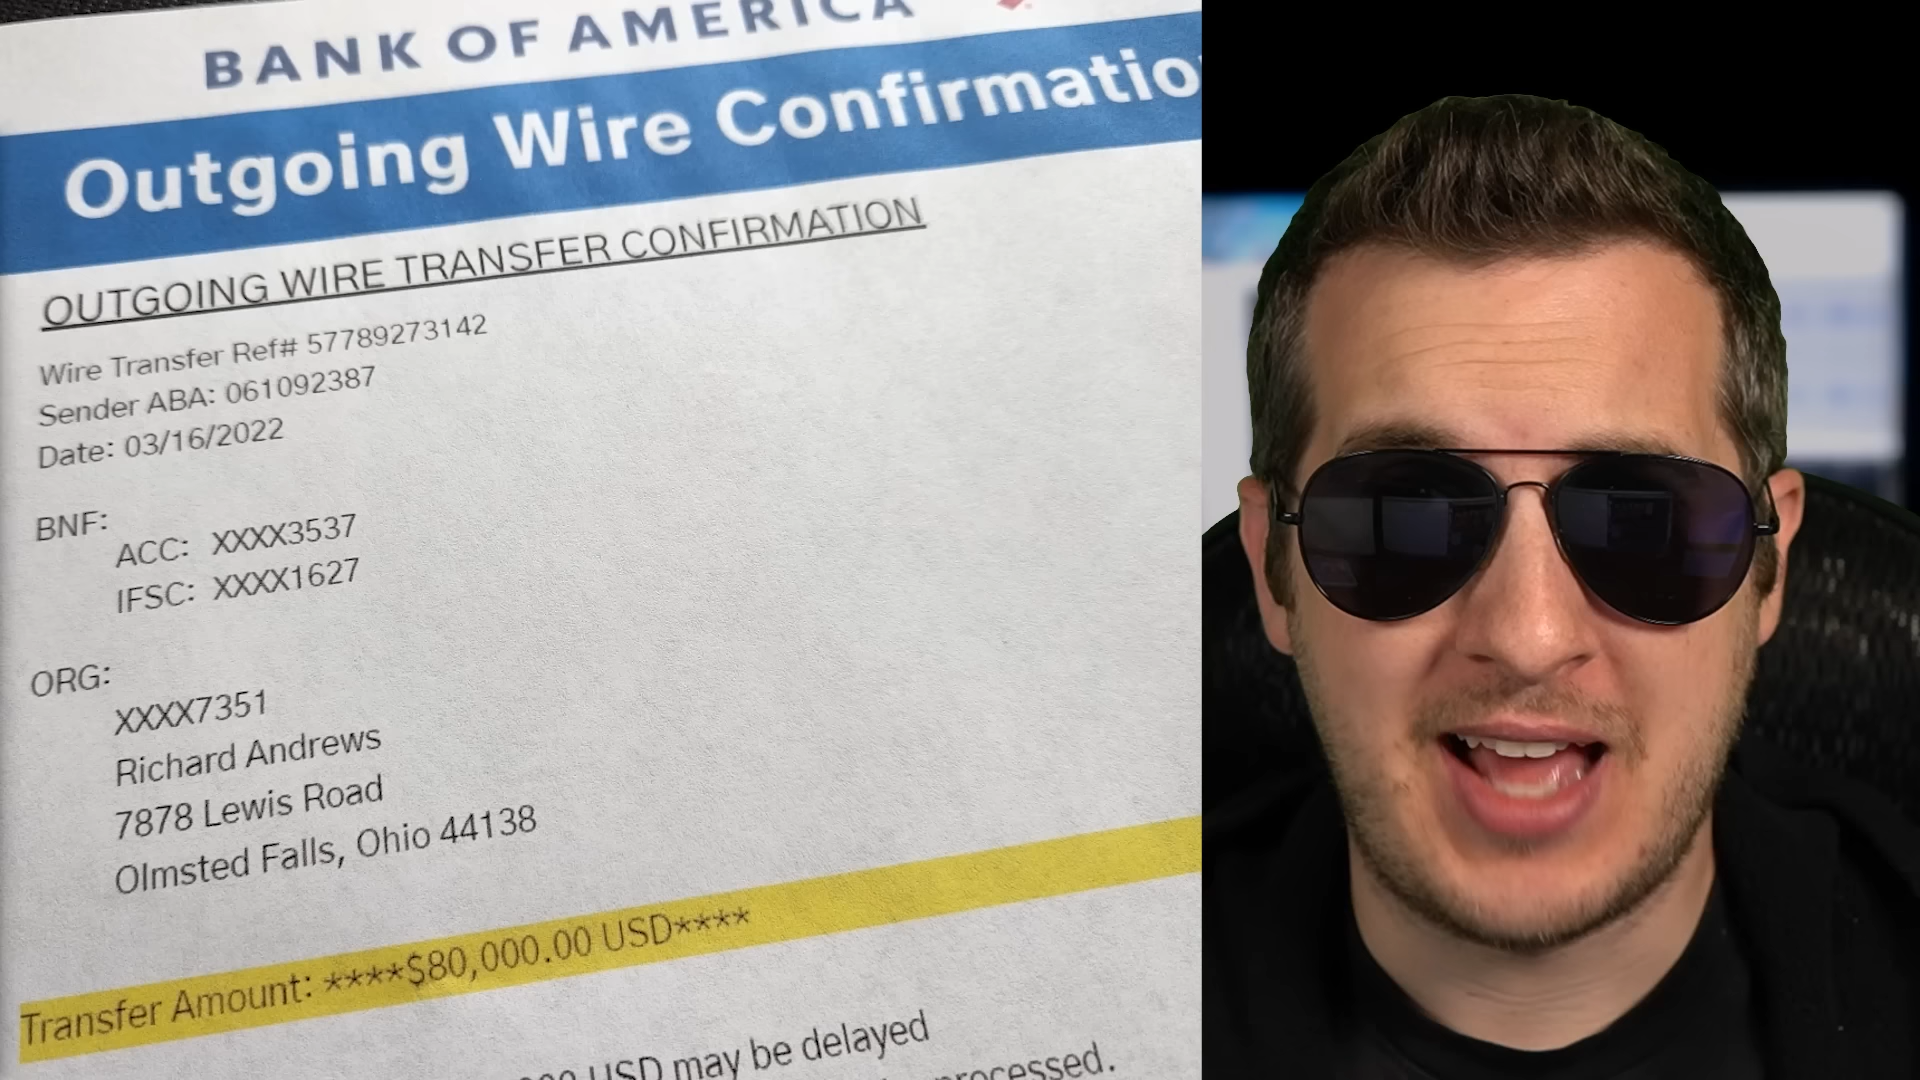 BANK OF AMERICA
Outgoing Wire Confirmatio
OUTGOING WIRE TRANSFER CONFIRMATION
Wire Transfer Ref# 57789273142
Sender ABA: 061092387
Date: 03/16/2022
BNF:
ACC: XXXX3537
IFSC: XXXX1627
ORG:
XXXX7351
Richard Andrews
7878 Lewis Road
Olmsted Falls, Ohio 44138
Transfer Amount: ****$80,000.00 USD****
USD may be delayed
processed.